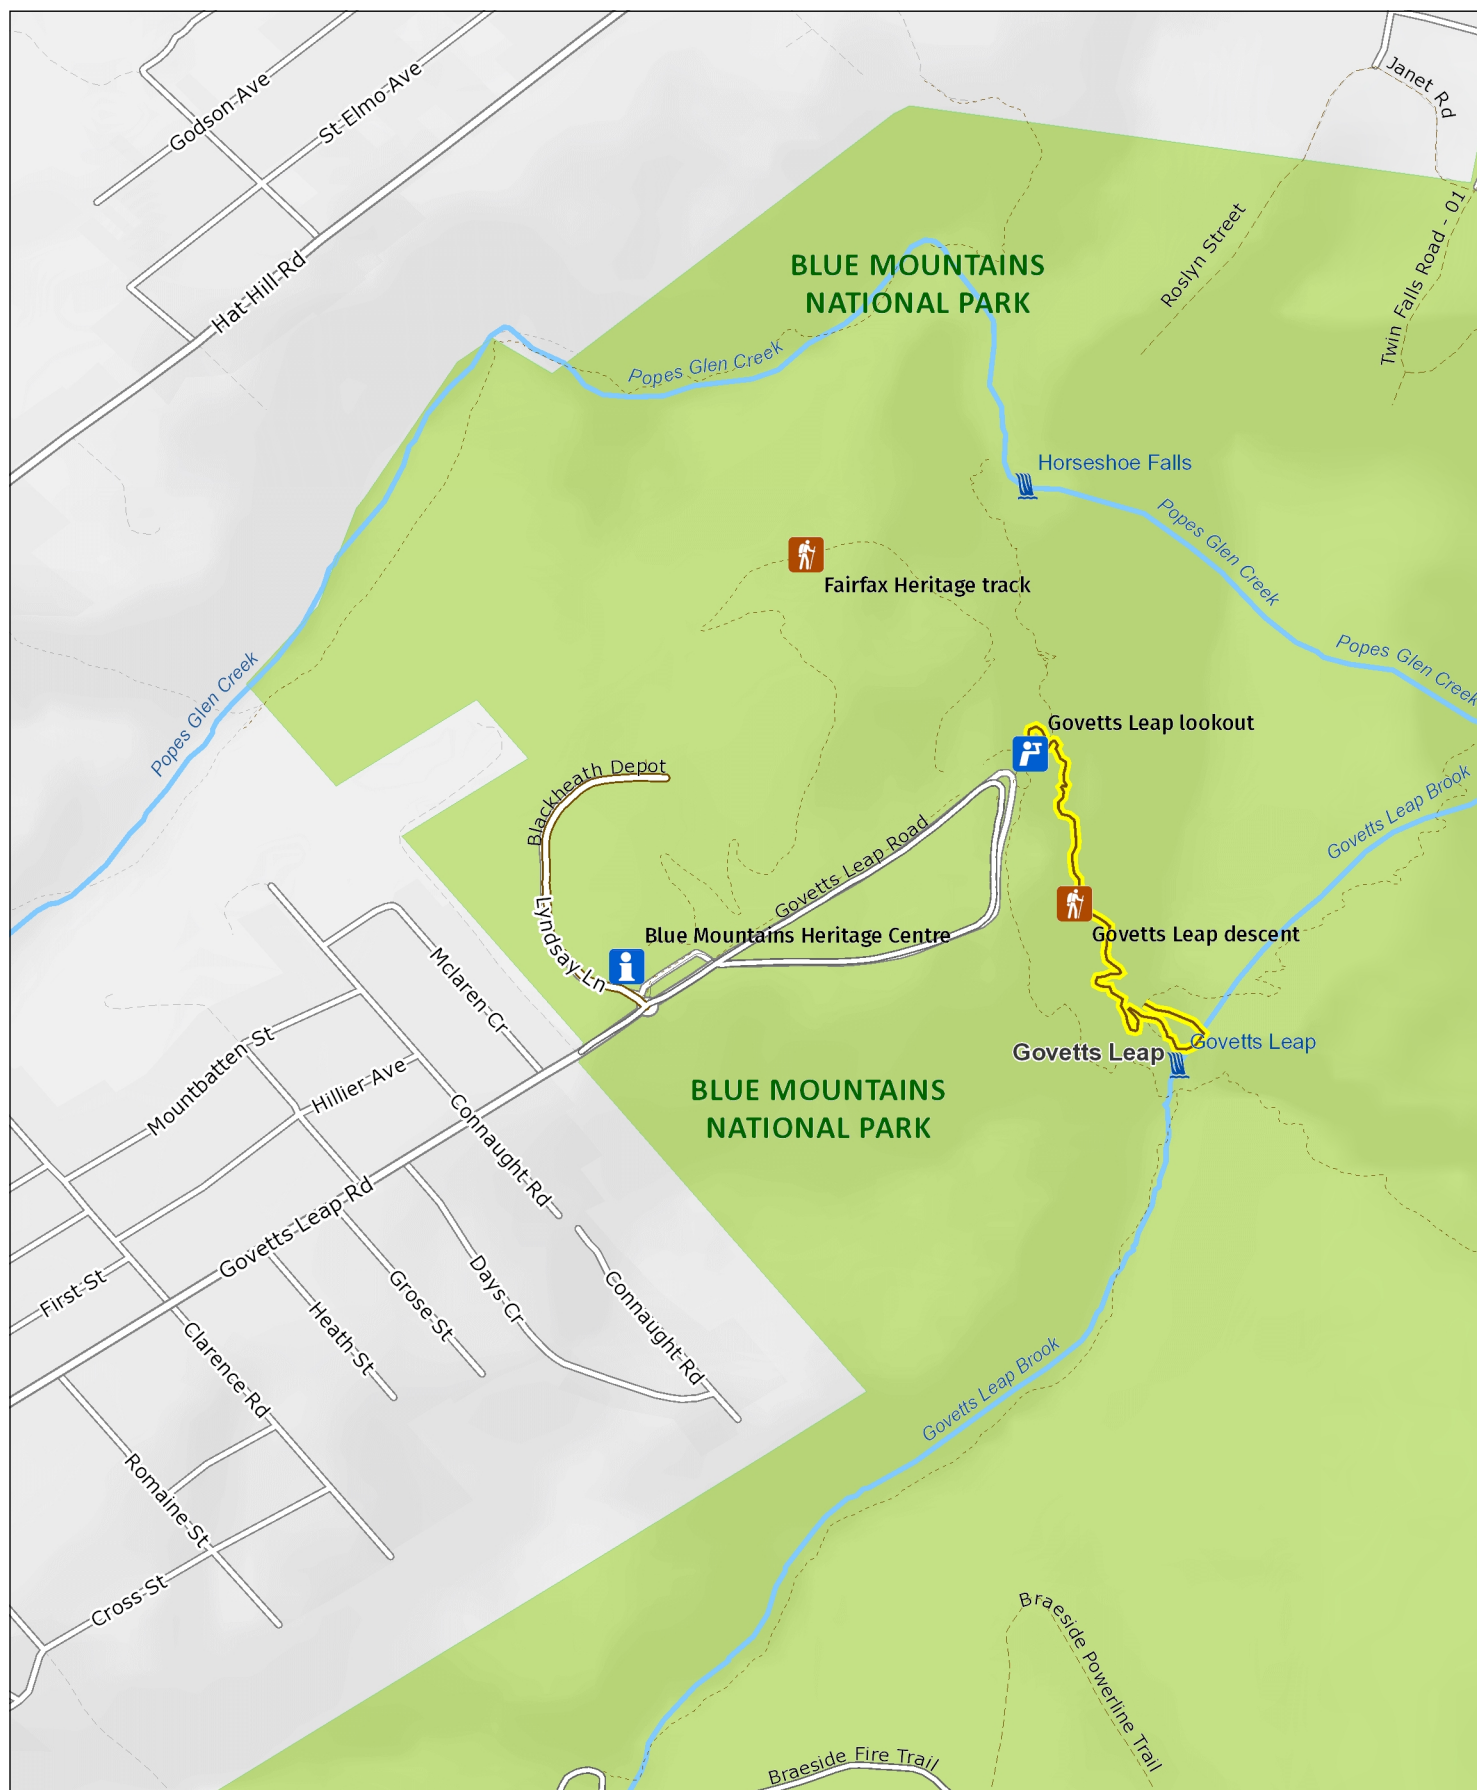 Godson Ave
St Elmo Ave
Janet Rd
Hat Hill Rd
Roslyn Street
Twin Falls Road - 01
BLUE MOUNTAINS
NATIONAL PARK
Popes Glen Creek
Horseshoe Falls
Popes Glen Creek
Fairfax Heritage track
Popes Glen Creek
Popes Glen Creek
Govetts Leap lookout
Blackheath Depot
Govetts Leap Brook
Govetts Leap Road
Lyndsay Ln
Blue Mountains Heritage Centre
Govetts Leap descent
Mclaren Cr
Mountbatten St
Govetts Leap
Govetts Leap
Hillier Ave
BLUE MOUNTAINS
NATIONAL PARK
Connaught Rd
Govetts Leap Rd
First St
Days Cr
Grose St
Heath St
Connaught Rd
Clarence Rd
Govetts Leap Brook
Romaine St
Cross St
Braeside Powerline Trail
Braeside Fire Trail